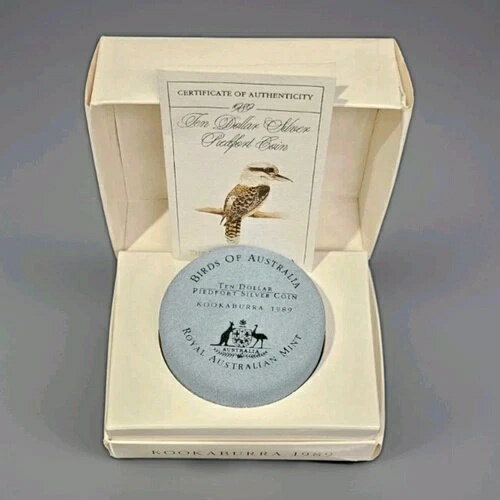 CERTIFICATE OF AUTHENTICITY
1989
Ten Dollar Silver
Piedfort Coin
BIRDS OF AUSTRALIA
TEN DOLLAR
PIEDFORT SILVER COIN
KOOKABURRA 1989
AUSTRALIA
ROYAL AUSTRALIAN MINT
KOOKABURRA 1989